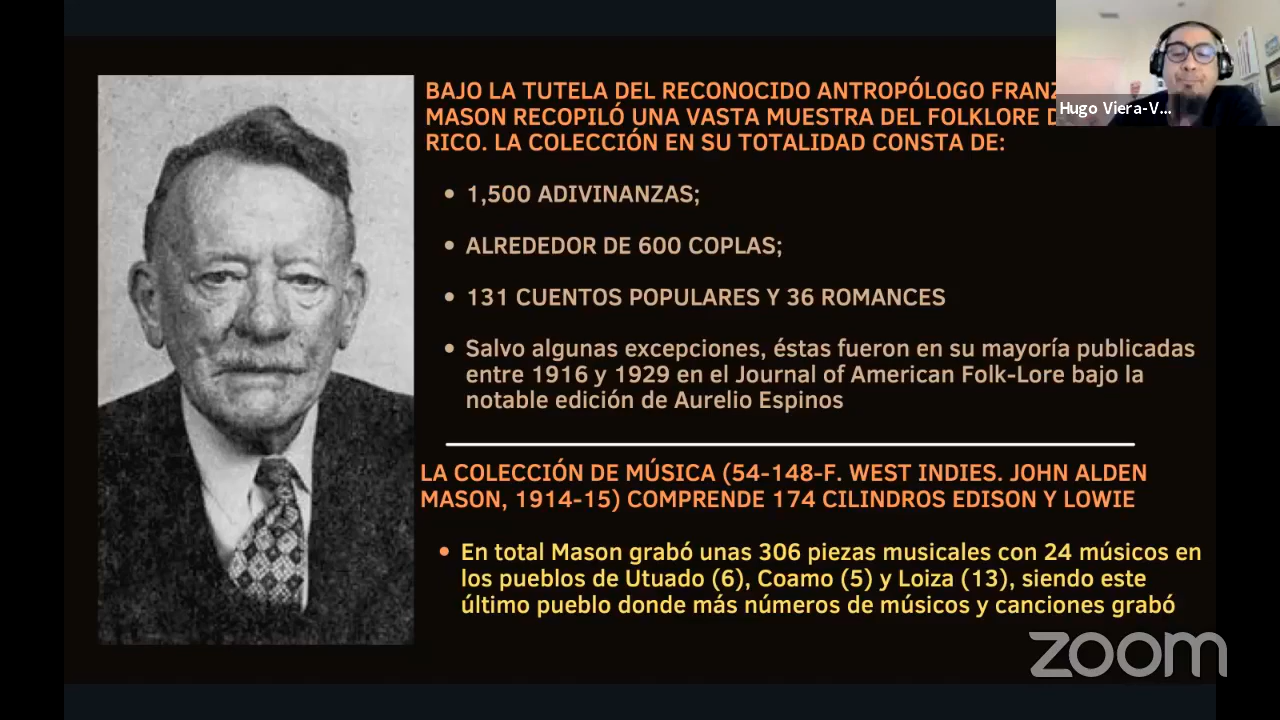 BAJO LA TUTELA DEL RECONOCIDO ANTROPÓLOGO FRANZ
MASON RECOPILÓ UNA VASTA MUESTRA DEL FOLKLORE
RICO. LA COLECCIÓN EN SU TOTALIDAD CONSTA DE:
• 1,500 ADIVINANZAS;
• ALREDEDOR DE 600 COPLAS;
• 131 CUENTOS POPULARES Y 36 ROMANCES
• Salvo algunas excepciones, éstas fueron en su mayoría publicadas
entre 1916 y 1929 en el Journal of American Folk-Lore bajo la
notable edición de Aurelio Espinos
LA COLECCIÓN DE MÚSICA (54-148-F. WEST INDIES. JOHN ALDEN
MASON, 1914-15) COMPRENDE 174 CILINDROS EDISON Y LOWIE
• En total Mason grabó unas 306 piezas musicales con 24 músicos en
los pueblos de Utuado (6), Coamo (5) y Loiza (13), siendo este
último pueblo donde más números de músicos y canciones grabó
Hugo Viera-V...
zoom